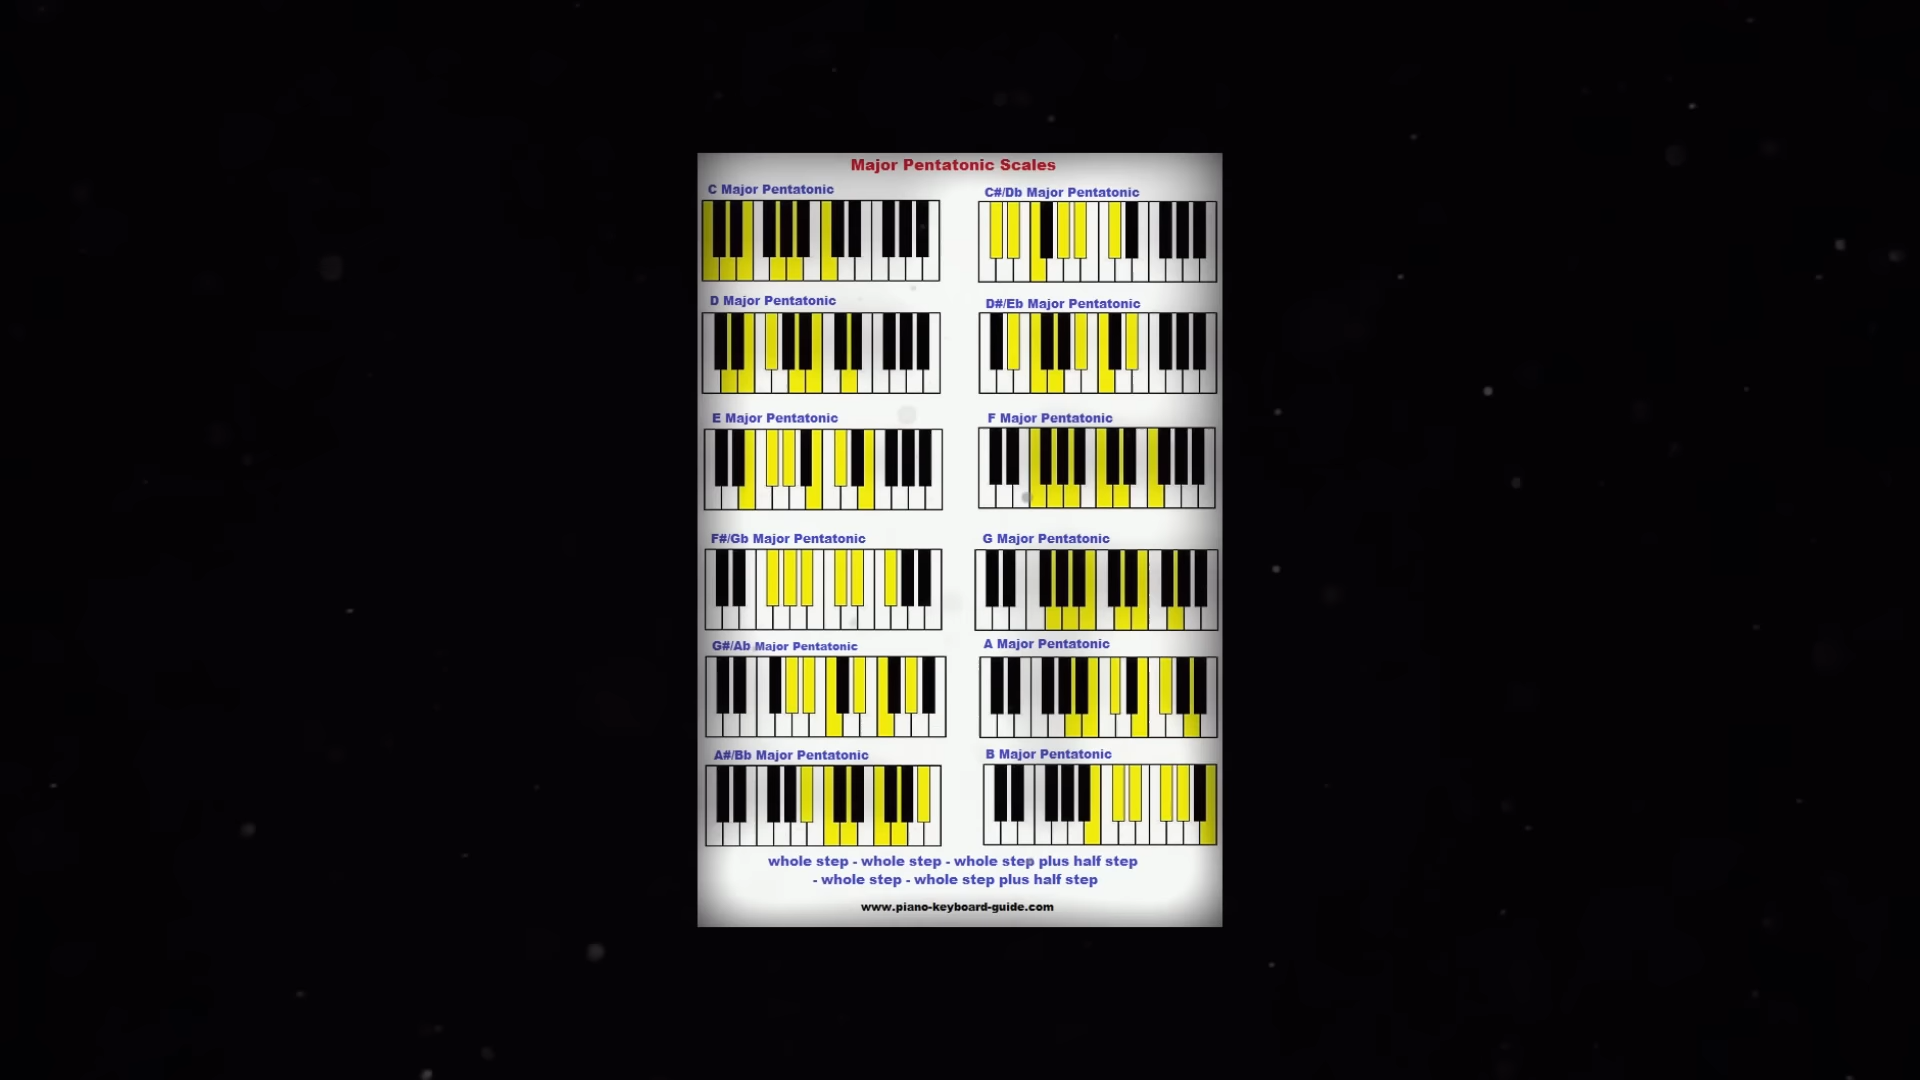 Major Pentatonic Scales
C Major Pentatonic
C#/Db Major Pentatonic
D Major Pentatonic
D#/Eb Major Pentatonic
E Major Pentatonic
F Major Pentatonic
F#/Gb Major Pentatonic
G Major Pentatonic
G#/Ab Major Pentatonic
A Major Pentatonic
A#/Bb Major Pentatonic
B Major Pentatonic
whole step - whole step - whole step plus half step
- whole step - whole step plus half step
www.piano-keyboard-guide.com